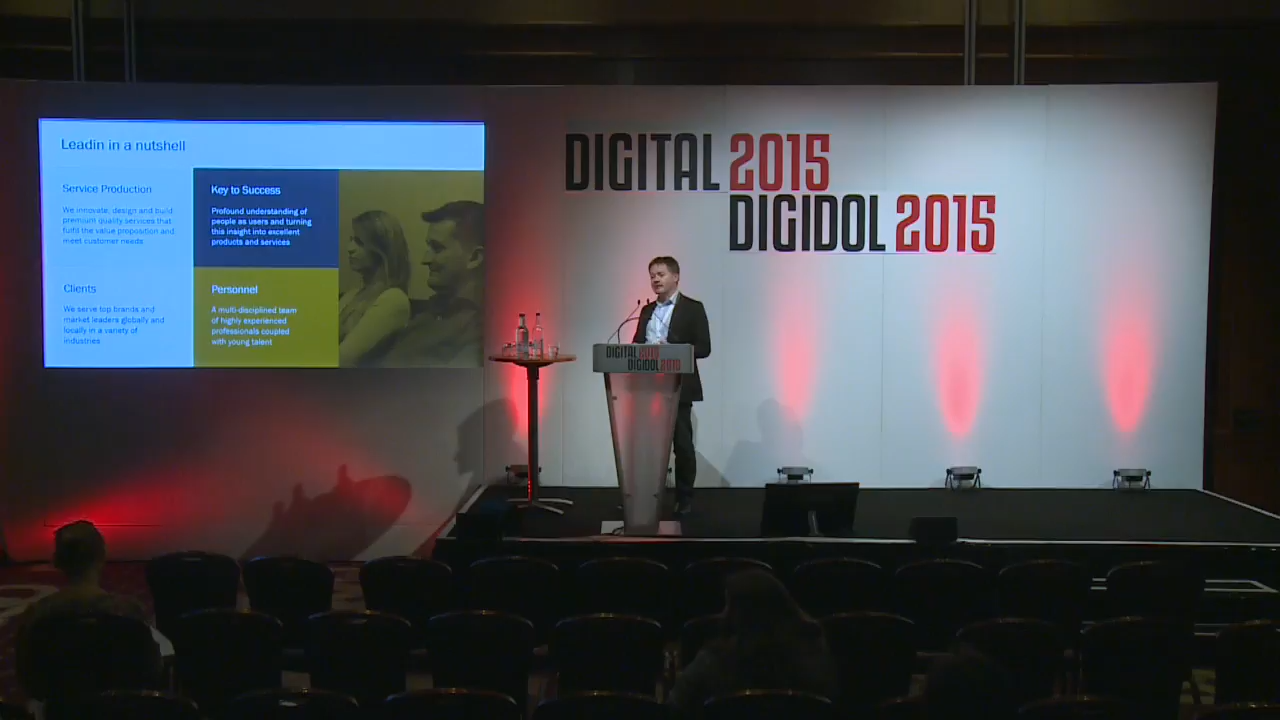 Leadin in a nutshell
Service Production
We innovate, design and build
premium quality services that
fulfil the value proposition and
meet customer needs
Key to Success
Profound understanding of
people as users and turning
this insight into excellent
products and services
Clients
We serve top brands and
market leaders globally and
locally in a variety of
industries
Personnel
A multi-disciplined team
of highly experienced
professionals coupled
with young talent
DIGITAL 2015
DIGIDOL 2015
DIGITAL 2015
DIGIDOL 2015